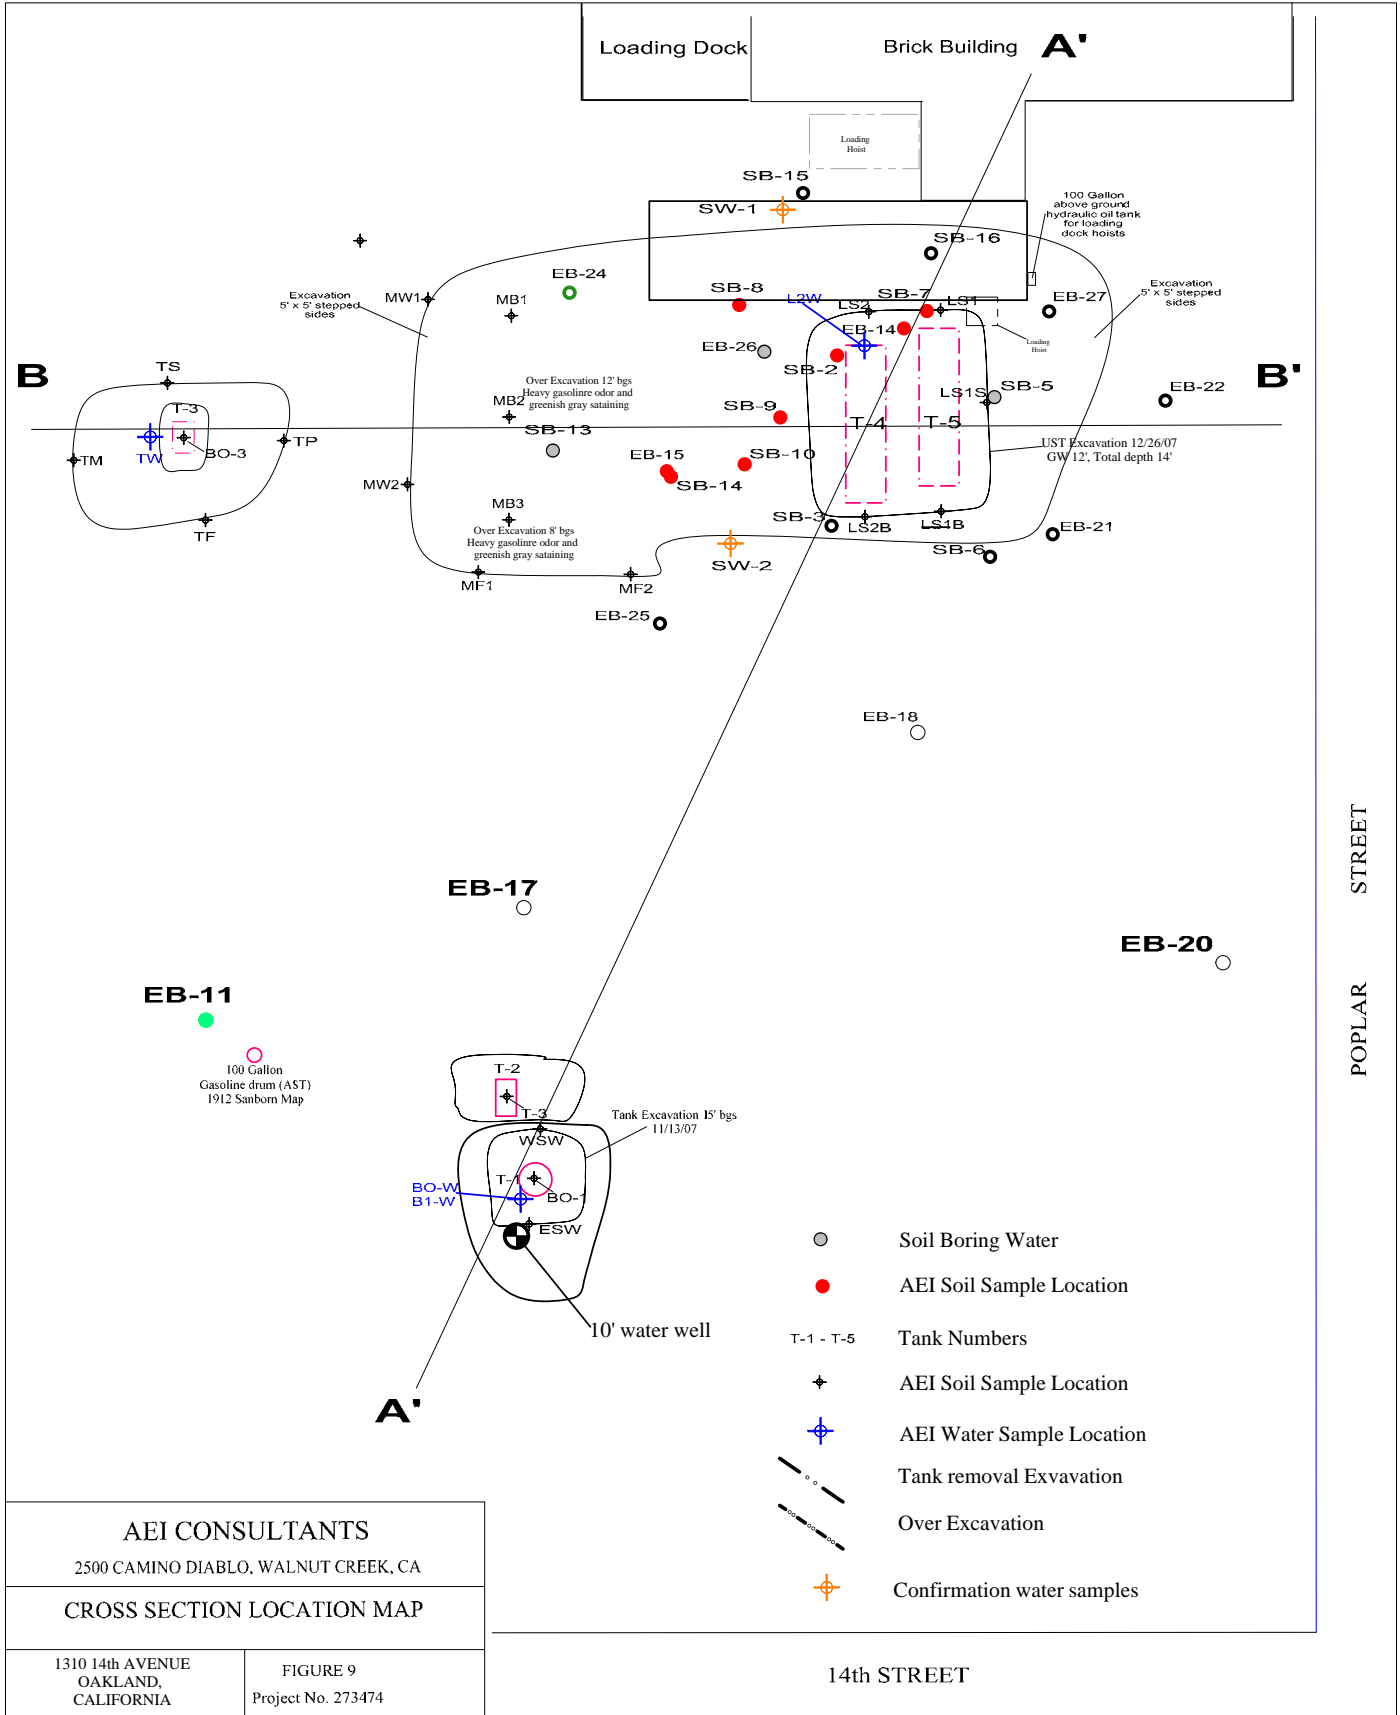 Loading Dock
Brick Building
A'
Loading
Hoist
SB-15
SW-1
100 Gallon
above ground
hydraulic oil tank
for loading
dock hoists
SB-16
EB-24
Excavation
5' x 5' stepped
sides
MW1
MB1
SB-8
L2W
LS2
SB-7
LS1
EB-27
Excavation
5' x 5' stepped
sides
EB-14
EB-26
Loading
Hoist
SB-2
B
TS
Over Excavation 12' bgs
Heavy gasoline odor and
greenish gray sataining
B'
LS1S
SB-5
EB-22
T-3
MB2
SB-9
T-4
T-5
TM
TW
BO-3
TP
SB-13
UST Excavation 12/26/07
GW 12', Total depth 14'
EB-15
SB-10
SB-14
MW2
TF
MB3
SB-3
LS2B
LS1B
EB-21
Over Excavation 8' bgs
Heavy gasolinre odor and
greenish gray sataining
SB-6
SW-2
MF1
MF2
EB-25
EB-18
STREET
POPLAR
EB-17
EB-20
EB-11
100 Gallon
Gasoline drum (AST)
1912 Sanborn Map
T-2
T-3
Tank Excavation 15' bgs
11/13/07
WSW
T-1
BO-W
B1-W
BO-1
ESW
10' water well
A'
Soil Boring Water
AEI Soil Sample Location
T-1 - T-5 Tank Numbers
AEI Soil Sample Location
AEI Water Sample Location
Tank removal Exvavation
Over Excavation
Confirmation water samples
AEI CONSULTANTS
2500 CAMINO DIABLO, WALNUT CREEK, CA
CROSS SECTION LOCATION MAP
1310 14th AVENUE
OAKLAND,
CALIFORNIA
FIGURE 9
Project No. 273474
14th STREET